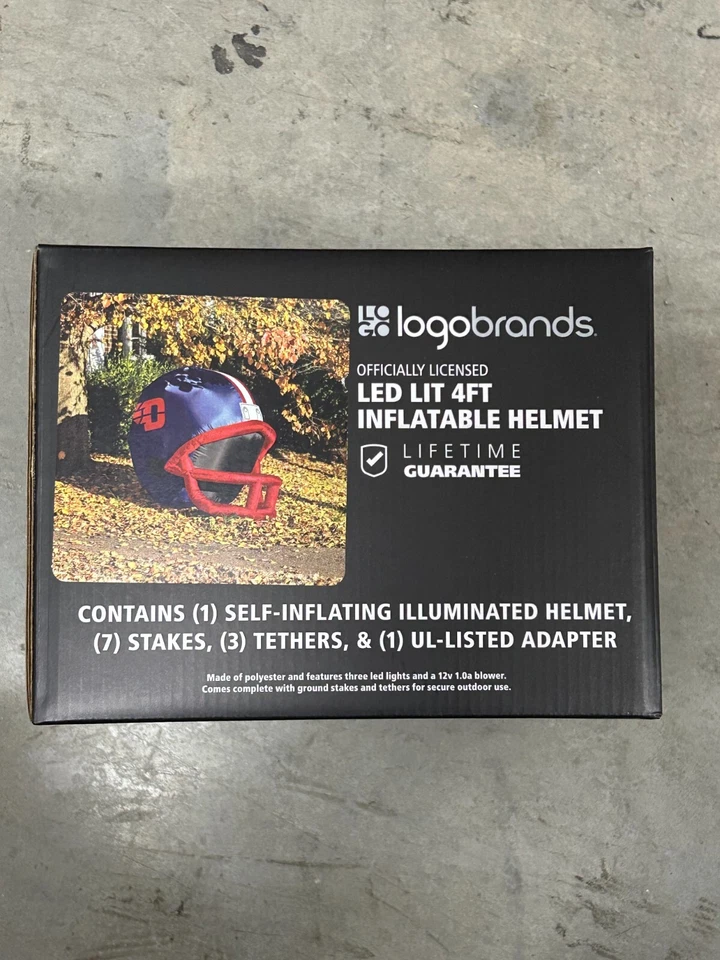 LOGO logobrands
OFFICIALLY LICENSED
LED LIT 4FT
INFLATABLE HELMET
LIFETIME
GUARANTEE
D
CONTAINS (1) SELF-INFLATING ILLUMINATED HELMET,
(7) STAKES, (3) TETHERS, & (1) UL-LISTED ADAPTER
Made of polyester and features three led lights and a 12v 1.0a blower.
Comes complete with ground stakes and tethers for secure outdoor use.